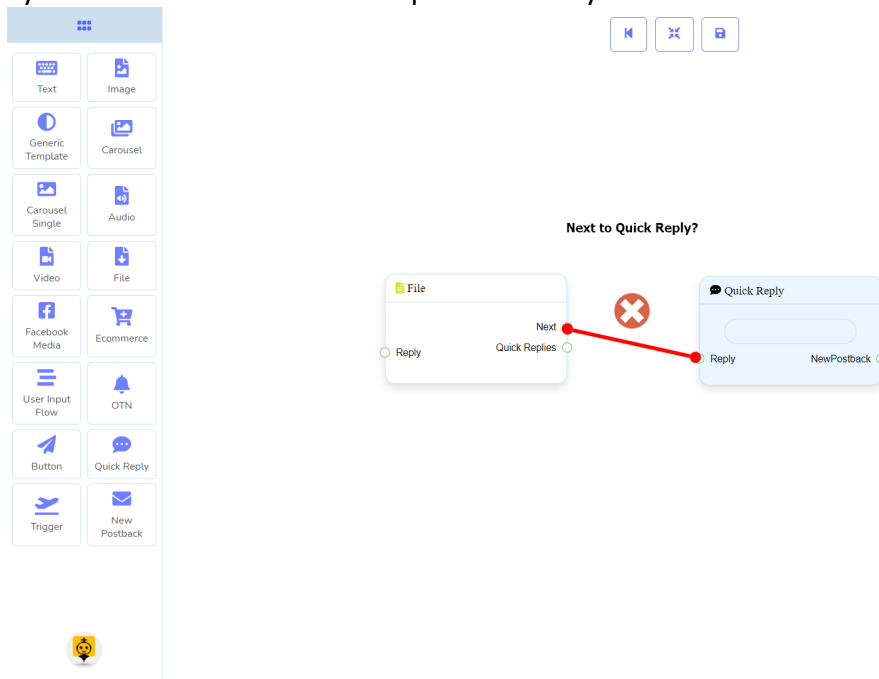 Text
Image
Generic
Template
Carousel
Carousel
Single
Audio
Video
File
Facebook
Media
Ecommerce
User Input
Flow
OTN
Button
Quick Reply
Trigger
New
Postback
Next to Quick Reply?
File
Next
Reply
Quick Replies
Quick Reply
Reply
NewPostback